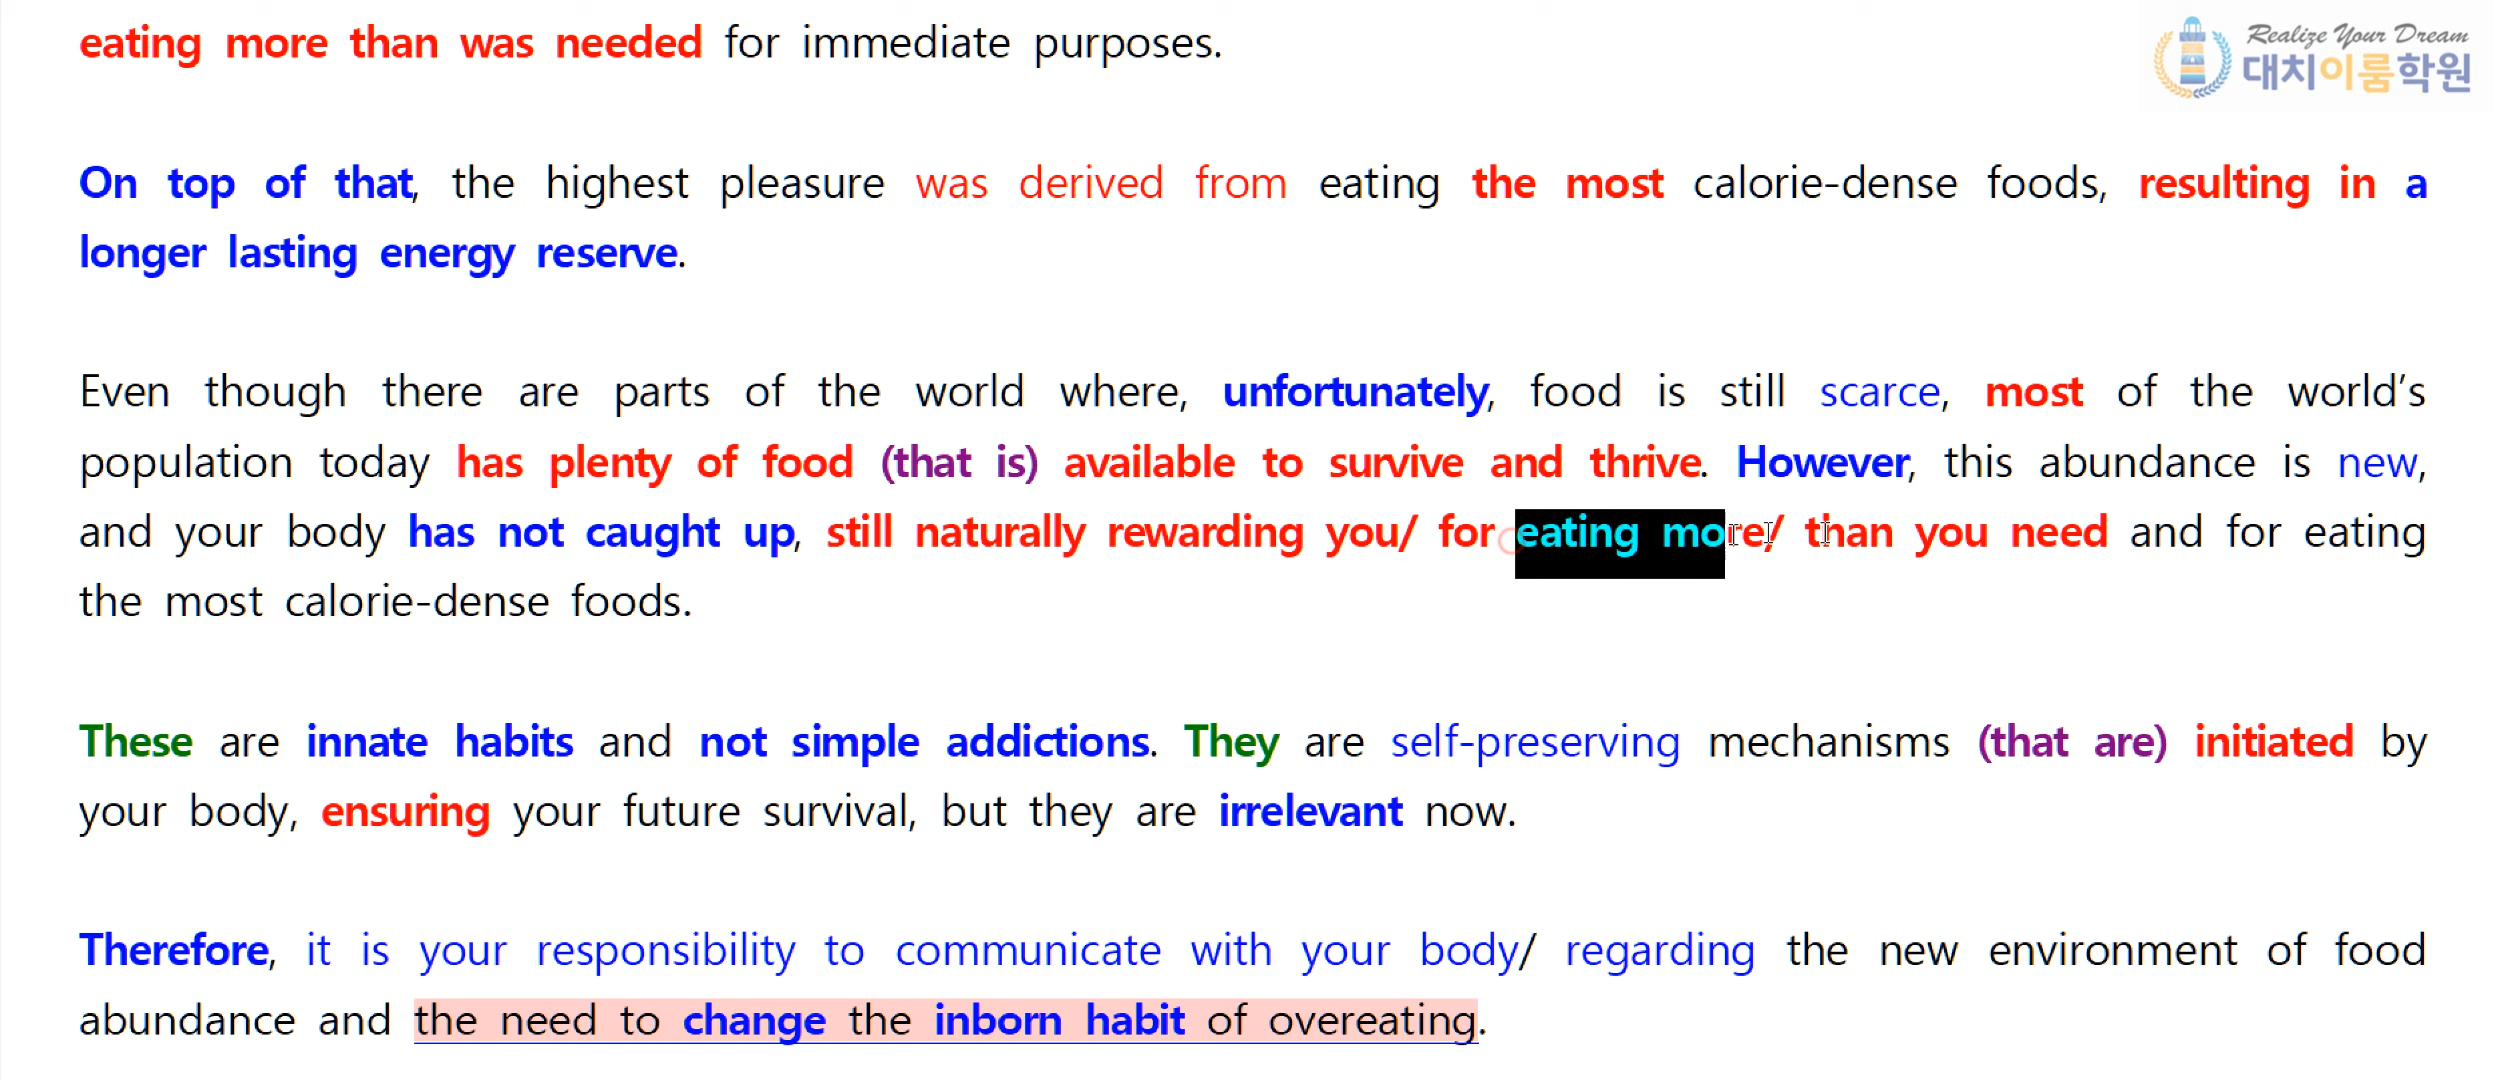 eating more than was needed for immediate purposes.
Realize Your Dream
대치이룸학원
On top of that, the highest pleasure was derived from eating the most calorie-dense foods, resulting in a
longer lasting energy reserve.
Even though there are parts of the world where, unfortunately, food is still scarce, most of the world's
population today has plenty of food (that is) available to survive and thrive. However, this abundance is new,
and your body has not caught up, still naturally rewarding you/ for eating more/ than you need and for eating
the most calorie-dense foods.
These are innate habits and not simple addictions. They are self-preserving mechanisms (that are) initiated by
your body, ensuring your future survival, but they are irrelevant now.
Therefore, it is your responsibility to communicate with your body/ regarding the new environment of food
abundance and the need to change the inborn habit of overeating.